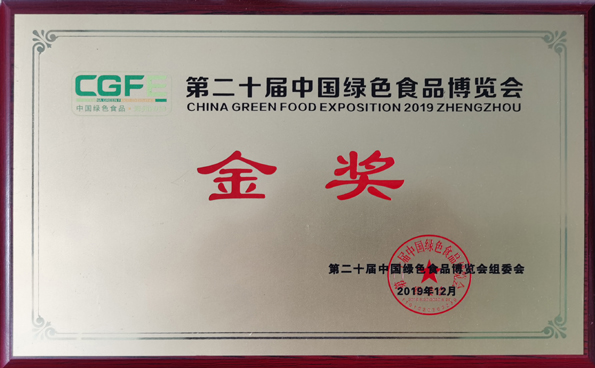 CGFE
第二十届中国绿色食品博览会
CHINA GREEN FOOD EXPOSITION 2019 ZHENGZHOU
中国绿色食品
金奖
第二十届中国绿色食品博览会组委会
2019年12月